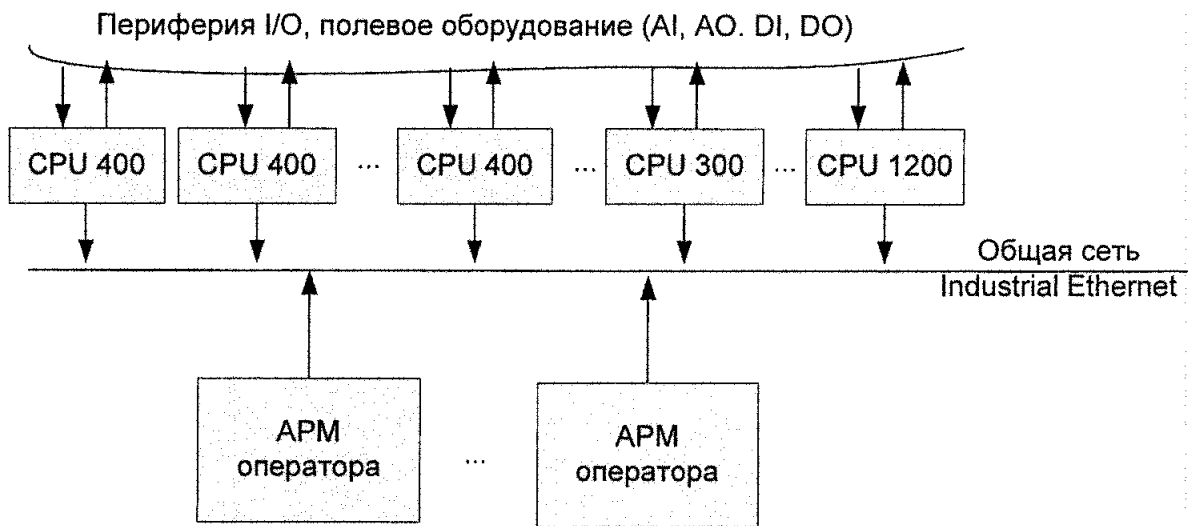 Периферия I/O, полевое оборудование (AI, AO. DI, DO)
CPU 400
CPU 400
...
CPU 400
...
CPU 300
...
CPU 1200
Общая сеть
Industrial Ethernet
АРМ
оператора
...
АРМ
оператора